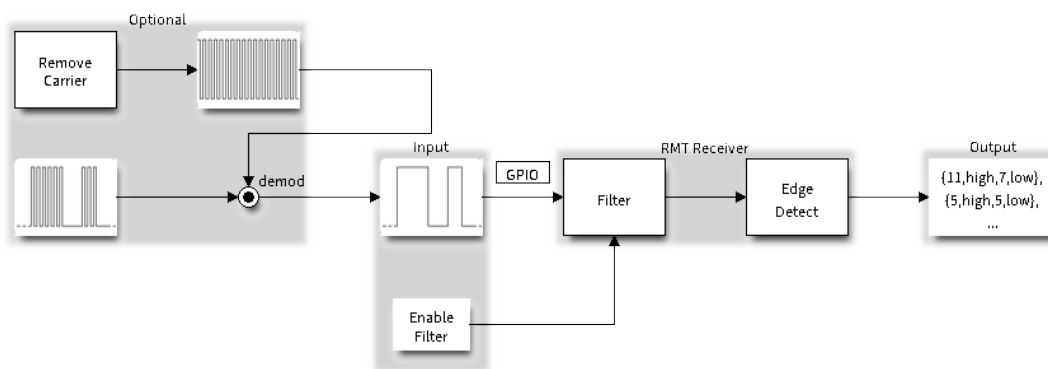 Optional
Remove
Carrier
demod
Input
GPIO
Enable
Filter
RMT Receiver
Filter
Edge
Detect
Output
{11,high,7,low},
{5,high,5,low},
...